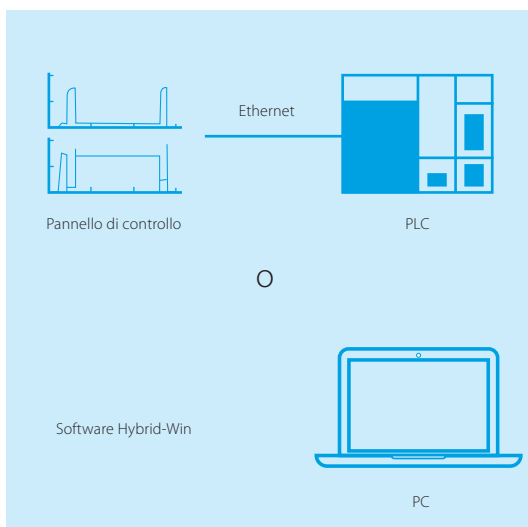 Ethernet
Pannello di controllo
PLC
O
Software Hybrid-Win
PC